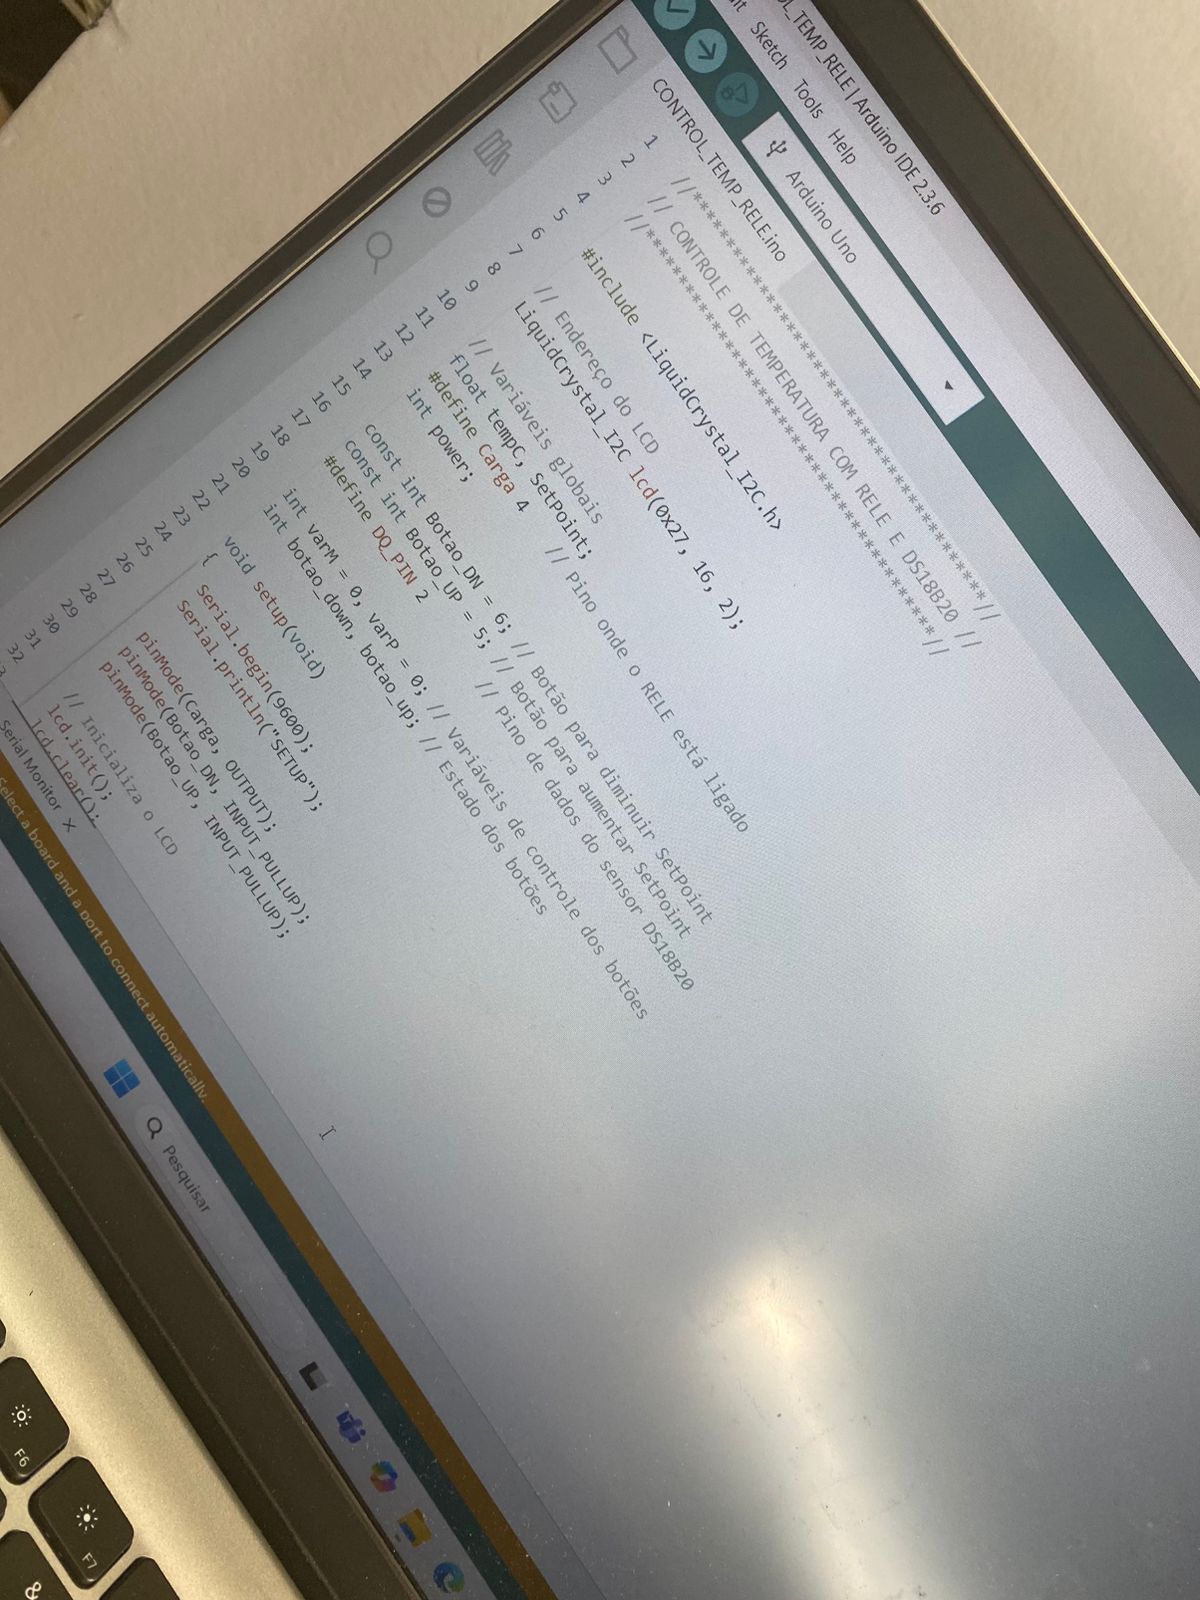 OL_TEMP_RELE | Arduino IDE 2.3.6
Sketch Tools Help
Arduino Uno
CONTROL_TEMP_RELE.ino
1 //**********************************************//
2 // CONTROLE DE TEMPERATURA COM RELE E DS18B20 //
3 //**********************************************//
4
5 #include <LiquidCrystal_I2C.h>
6
7 // Endereço do LCD
8 LiquidCrystal_I2C lcd(0x27, 16, 2);
9
10 // Variáveis globais
11 float tempC, SetPoint;
12 #define Carga 4 // Pino onde o RELE está ligado
13 int power;
14
15 const int Botao_DN = 6; // Botão para diminuir SetPoint
16 const int Botao_UP = 5; // Botão para aumentar SetPoint
17 #define DQ_PIN 2 // Pino de dados do sensor DS18B20
18
19 int varM = 0, varP = 0; // Variáveis de controle dos botões
20 int botao_down, botao_up; // Estado dos botões
21
22 void setup(void)
23 {
24 Serial.begin(9600);
25 Serial.println("SETUP");
26
27 pinMode(Carga, OUTPUT);
28 pinMode(Botao_DN, INPUT_PULLUP);
29 pinMode(Botao_UP, INPUT_PULLUP);
30
31 // Inicializa o LCD
32 lcd.init();
lcd.clear();
Serial Monitor X
Select a board and a port to connect automatically.
Pesquisar
F6
F7
&